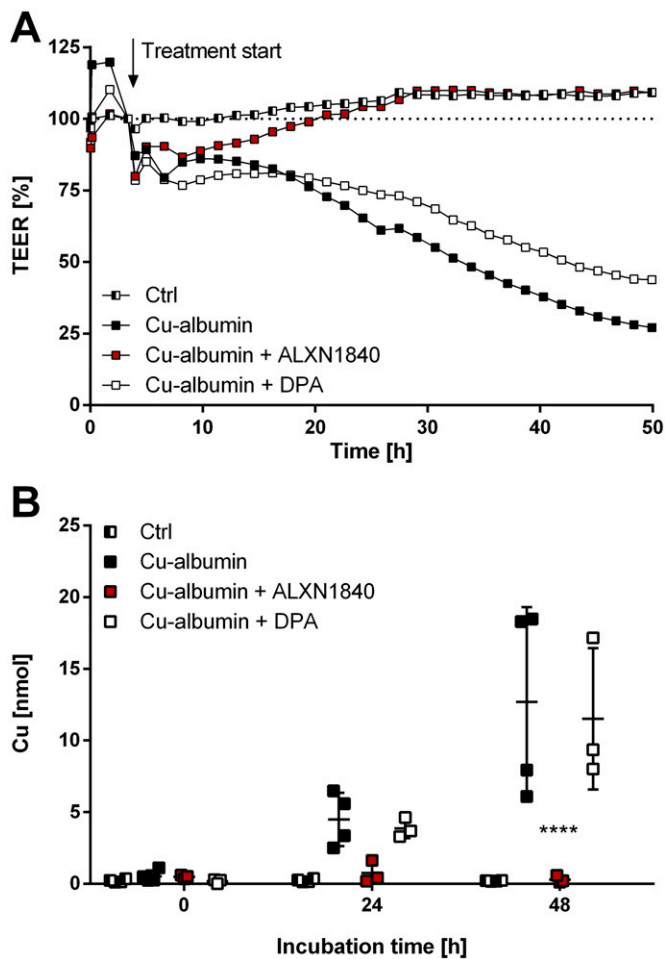 A
Treatment start
125
100
75
50
25
0
TEER [%]
Ctrl
Cu-albumin
Cu-albumin + ALXN1840
Cu-albumin + DPA
0 10 20 30 40 50
Time [h]
B
25
20
15
10
5
0
Cu [nmol]
Ctrl
Cu-albumin
Cu-albumin + ALXN1840
Cu-albumin + DPA
****
0 24 48
Incubation time [h]